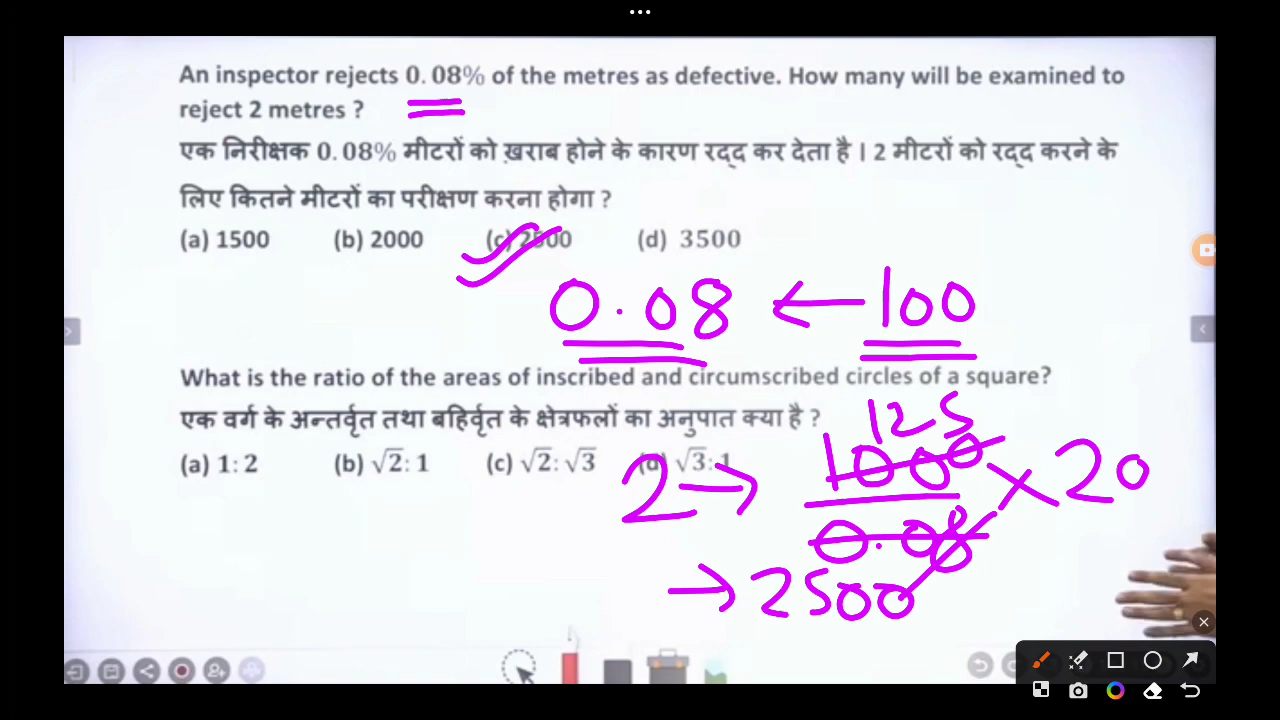 An inspector rejects 0.08% of the metres as defective. How many will be examined to
reject 2 metres ?
एक निरीक्षक 0.08% मीटरों को ख़राब होने के कारण रद्द कर देता है । 2 मीटरों को रद्द करने के
लिए कितने मीटरों का परीक्षण करना होगा ?
(a) 1500 (b) 2000 (c) 2500 (d) 3500
0.08 ← 100
What is the ratio of the areas of inscribed and circumscribed circles of a square?
एक वर्ग के अन्तर्वृत तथा बहिर्वृत के क्षेत्रफलों का अनुपात क्या है ?
(a) 1: 2 (b) √2: 1 (c) √2: √3 (d) √3: 1
125
2 → 1000 × 20
0.08
→ 2500